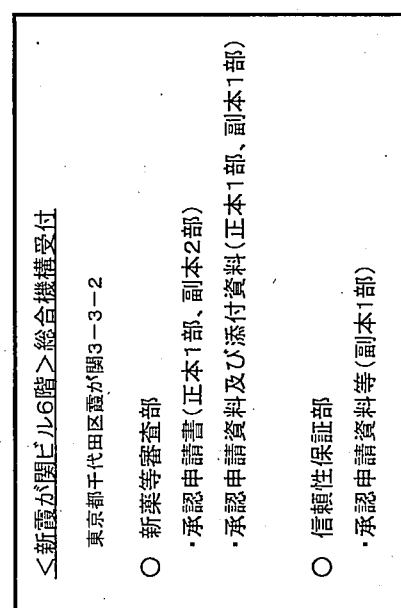 ＜新霞が関ビル6階＞総合機構受付
東京都千代田区霞が関3－3－2
○ 新薬等審査部
・承認申請書（正本1部、副本2部）
・承認申請資料及び添付資料（正本1部、副本1部）
○ 信頼性保証部
・承認申請資料等（副本1部）